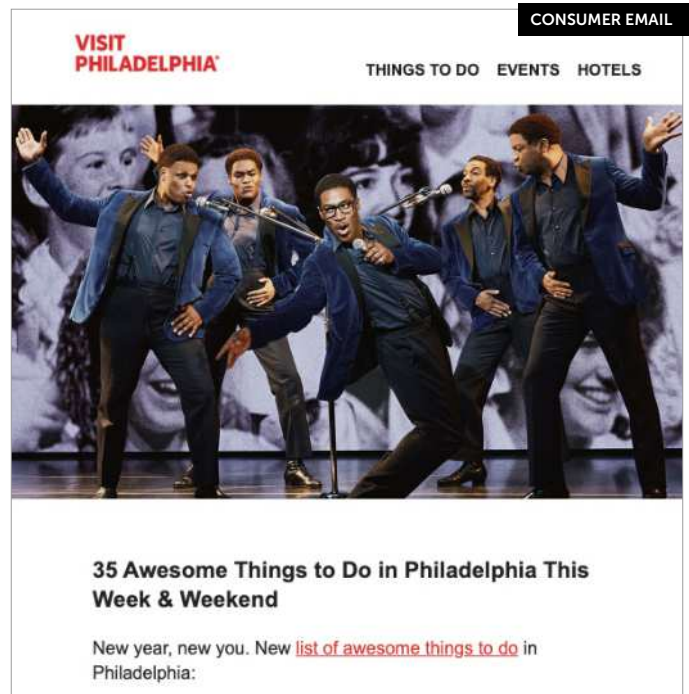 CONSUMER EMAIL
VISIT
PHILADELPHIA®
THINGS TO DO EVENTS HOTELS
35 Awesome Things to Do in Philadelphia This
Week & Weekend
New year, new you. New list of awesome things to do in
Philadelphia: